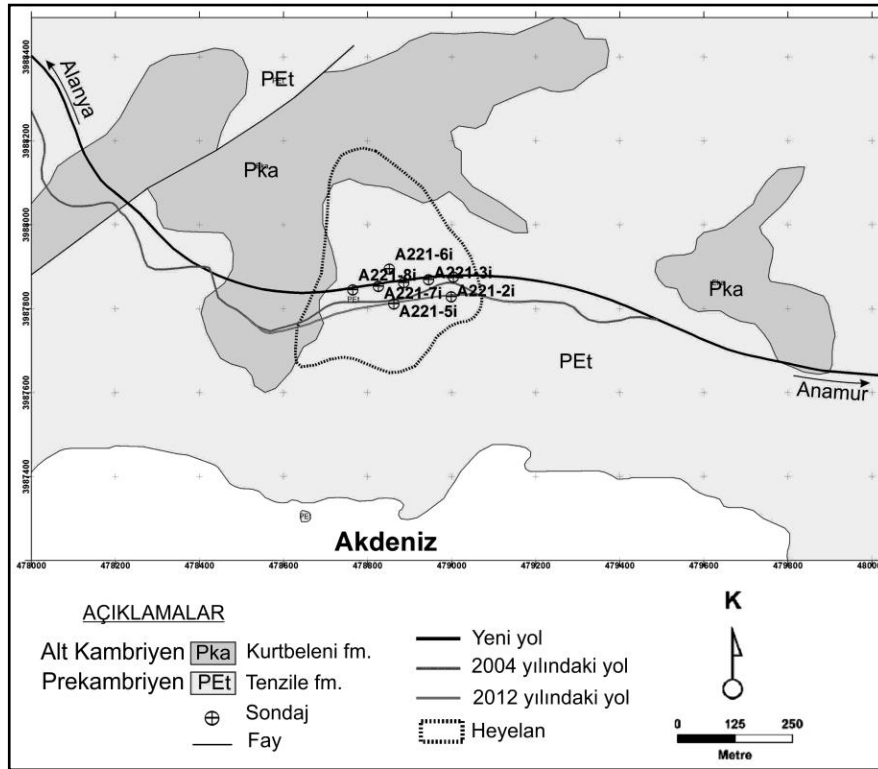 3988400
3988200
3988000
3987800
3987600
3987400
Alanya
PEt
Pka
A221-6i
A221-8i
A221-3i
A221-7i
A221-2i
A221-5i
PEt
Pka
PEt
Anamur
PEt
Akdeniz
478000 478200 478400 478600 478800 479000 479200 479400 479600 479800 48000
AÇIKLAMALAR
Alt Kambriyen Pka Kurtbeleni fm.
Prekambriyen PEt Tenzile fm.
Sondaj
Fay
Yeni yol
2004 yılındaki yol
2012 yılındaki yol
Heyelan
K
0 125 250
Metre